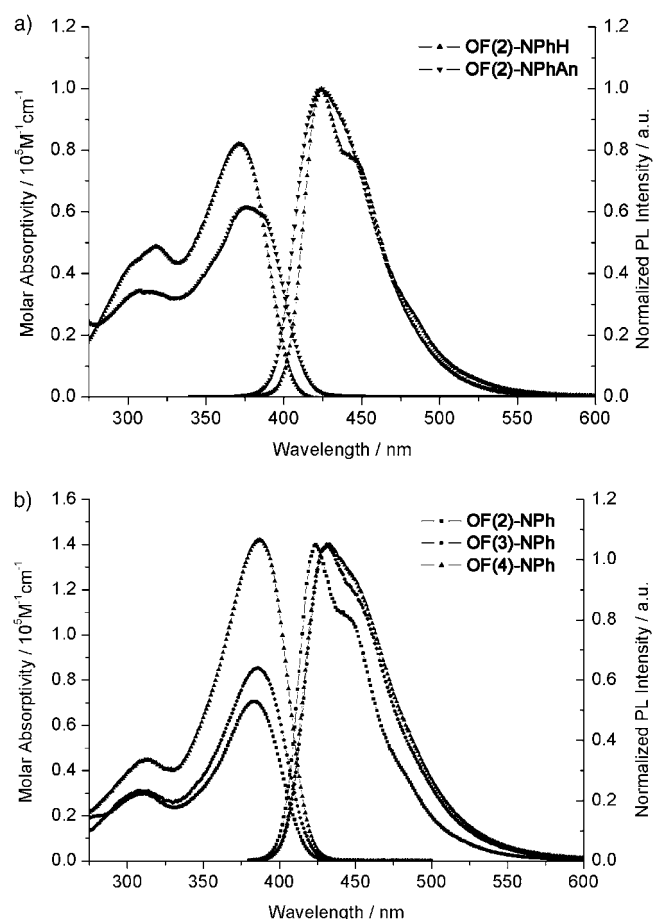 a)
OF(2)-NPhH
OF(2)-NPhAn
Molar Absorptivity / 10⁵M⁻¹cm⁻¹
1.2
1.0
0.8
0.6
0.4
0.2
0.0
Normalized PL Intensity / a.u.
1.2
1.0
0.8
0.6
0.4
0.2
0.0
300 350 400 450 500 550 600
Wavelength / nm
b)
OF(2)-NPh
OF(3)-NPh
OF(4)-NPh
Molar Absorptivity / 10⁵M⁻¹cm⁻¹
1.6
1.4
1.2
1.0
0.8
0.6
0.4
0.2
0.0
Normalized PL Intensity / a.u.
1.2
1.0
0.8
0.6
0.4
0.2
0.0
300 350 400 450 500 550 600
Wavelength / nm